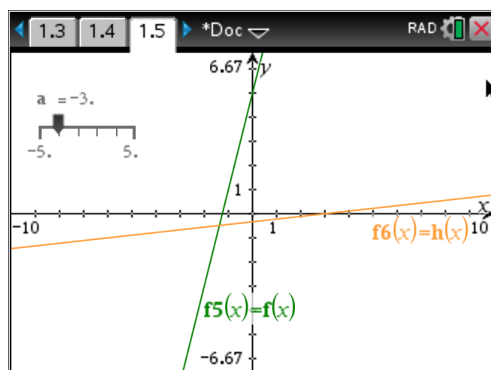 1.3 1.4 1.5 *Doc RAD
6.67 y
a =-3.
-5. 5.
1
-10 1 x 10
f6(x)=h(x)
f5(x)=f(x)
-6.67